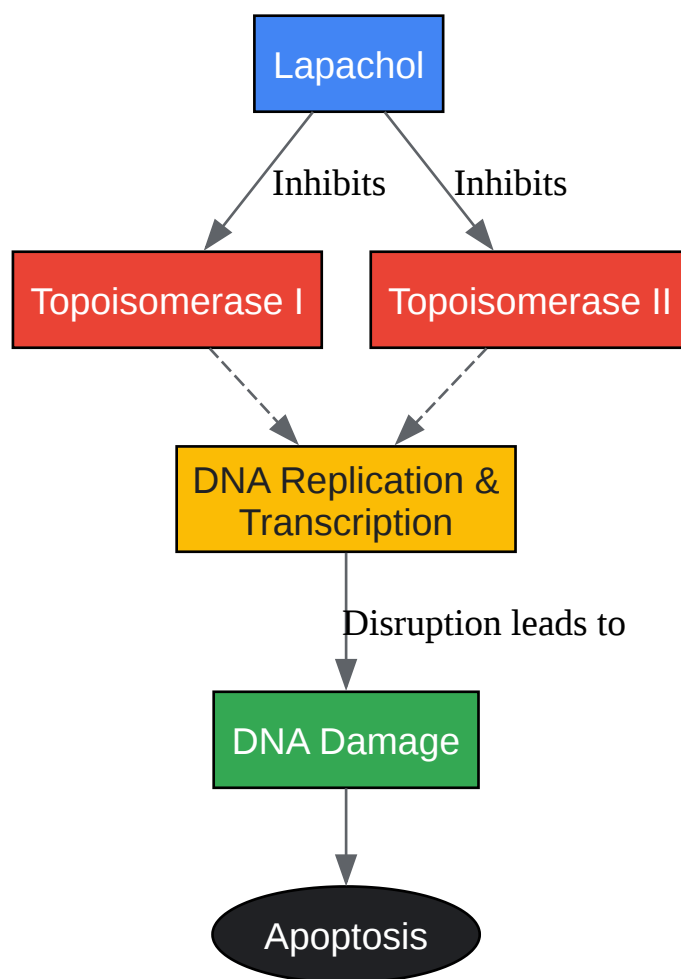 Lapachol
Inhibits
Inhibits
Topoisomerase I
Topoisomerase II
DNA Replication &
Transcription
Disruption leads to
DNA Damage
Apoptosis